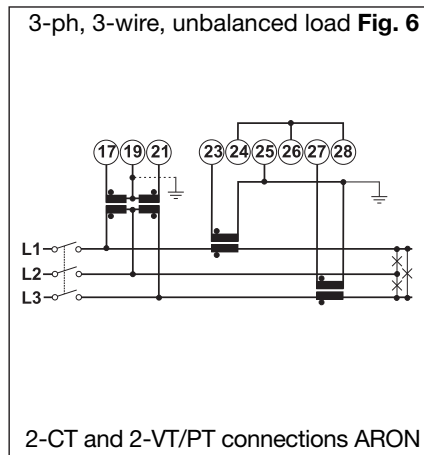 3-ph, 3-wire, unbalanced load Fig. 6
17 19 21 23 24 25 26 27 28
L1
L2
L3
2-CT and 2-VT/PT connections ARON